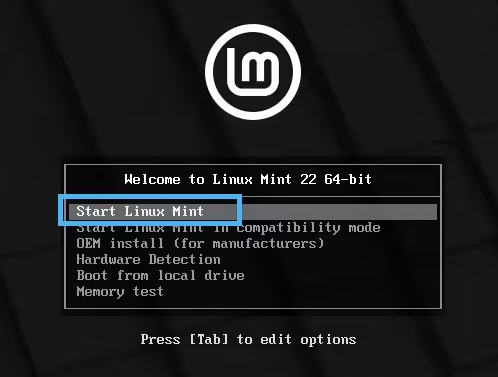 Lm
Welcome to Linux Mint 22 64-bit
Start Linux Mint
Start Linux Mint in compatibility mode
OEM install (for manufacturers)
Hardware Detection
Boot from local drive
Memory test
Press [Tab] to edit options